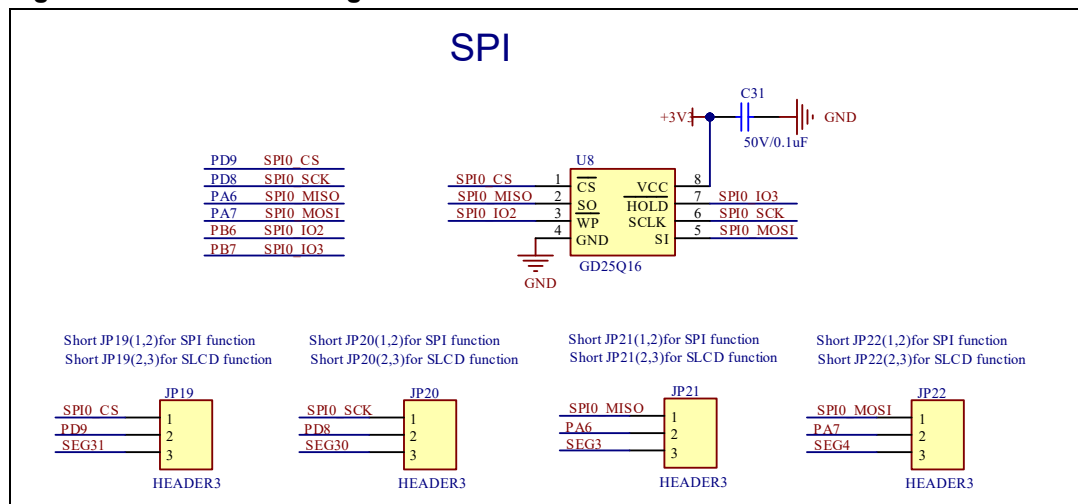 SPI
C31
+3V3
GND
50V/0.1uF
PD9 SPI0_CS
PD8 SPI0_SCK
PA6 SPI0_MISO
PA7 SPI0_MOSI
PB6 SPI0_IO2
PB7 SPI0_IO3
U8
SPI0_CS 1 CS VCC 8
SPI0_MISO 2 SO HOLD 7 SPI0_IO3
SPI0_IO2 3 WP SCLK 6 SPI0_SCK
4 GND SI 5 SPI0_MOSI
GND
GD25Q16
Short JP19(1,2)for SPI function
Short JP19(2,3)for SLCD function
JP19
SPI0_CS 1
PD9 2
SEG31 3
HEADER3
Short JP20(1,2)for SPI function
Short JP20(2,3)for SLCD function
JP20
SPI0_SCK 1
PD8 2
SEG30 3
HEADER3
Short JP21(1,2)for SPI function
Short JP21(2,3)for SLCD function
JP21
SPI0_MISO 1
PA6 2
SEG3 3
HEADER3
Short JP22(1,2)for SPI function
Short JP22(2,3)for SLCD function
JP22
SPI0_MOSI 1
PA7 2
SEG4 3
HEADER3